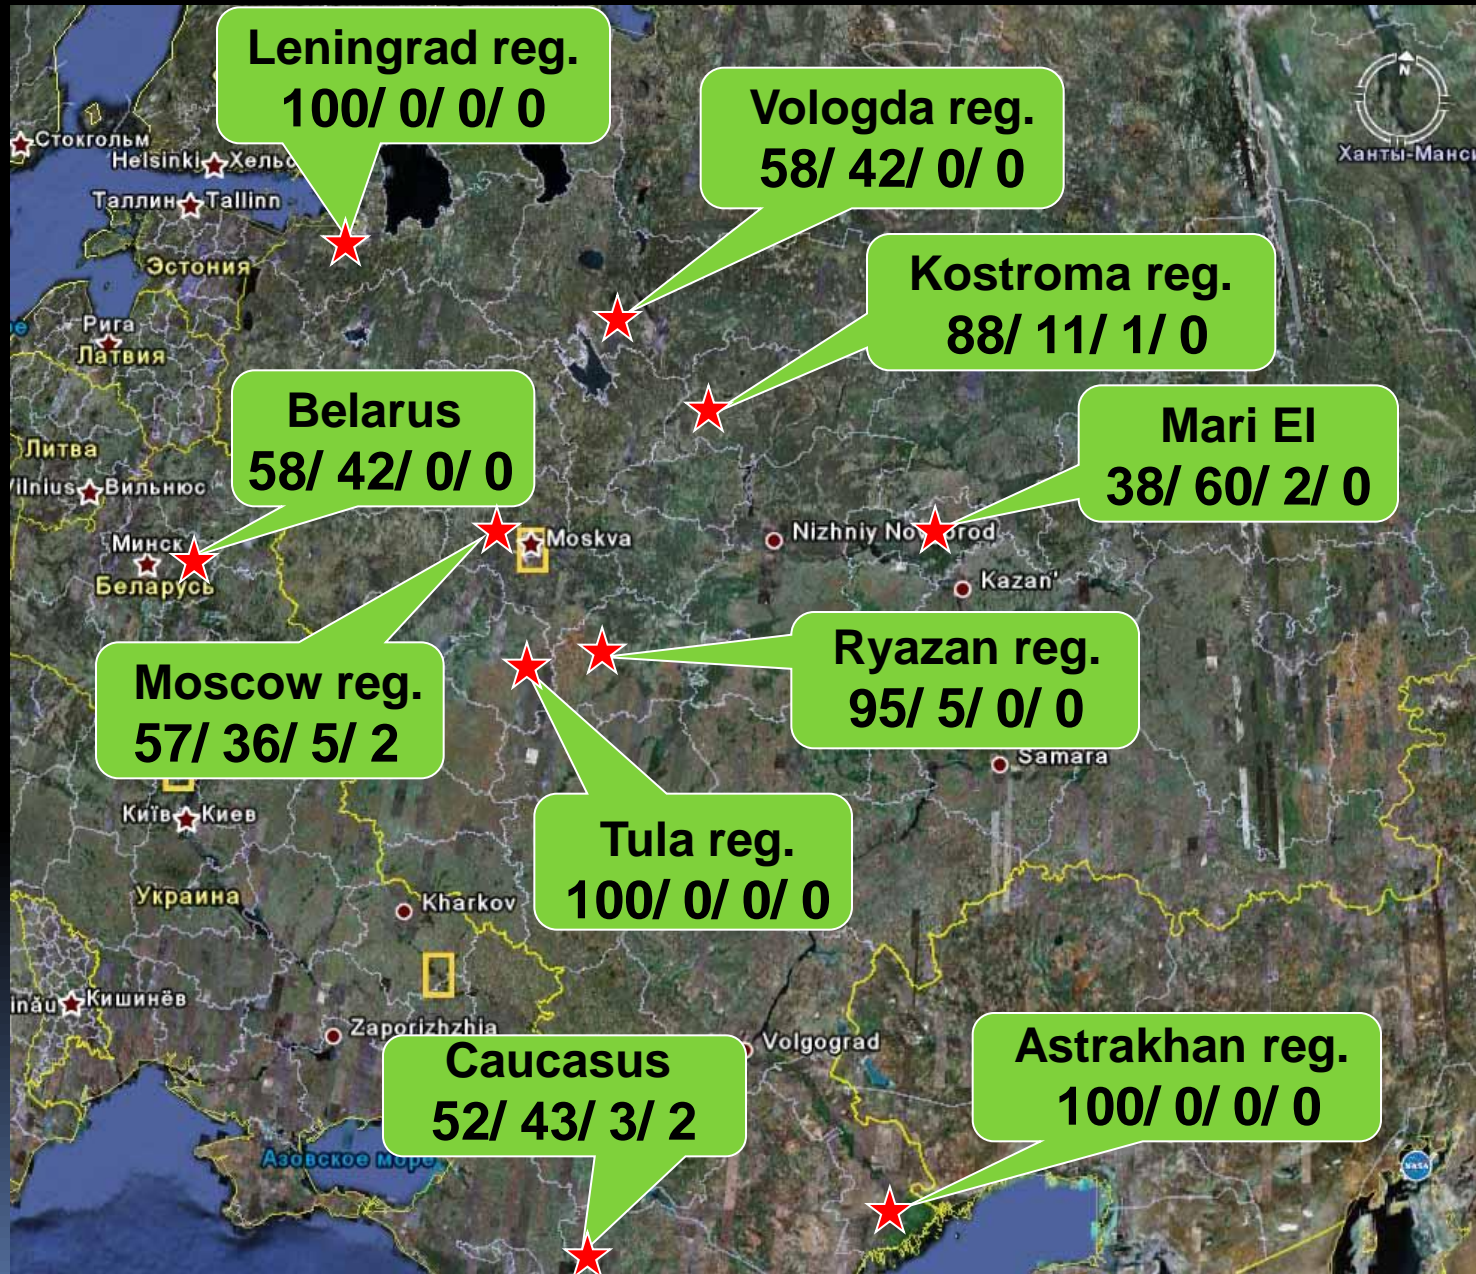 Leningrad reg.
100/ 0/ 0/ 0
Vologda reg.
58/ 42/ 0/ 0
N
Стокгольм
Helsinki
Ханты-Манси
Таллин Tallinn
Эстония
Kostroma reg.
88/ 11/ 1/ 0
Рига
Латвия
Belarus
58/ 42/ 0/ 0
Mari El
38/ 60/ 2/ 0
Литва
Вильнюс
Минск
Беларусь
Moskva
Nizhniy Novgorod
Kazan'
Moscow reg.
57/ 36/ 5/ 2
Ryazan reg.
95/ 5/ 0/ 0
Samara
Київ Киев
Tula reg.
100/ 0/ 0/ 0
Украина
Kharkov
Кишинёв
Zaporizhzhia
Volgograd
Caucasus
52/ 43/ 3/ 2
Astrakhan reg.
100/ 0/ 0/ 0
Азовское море
NASA